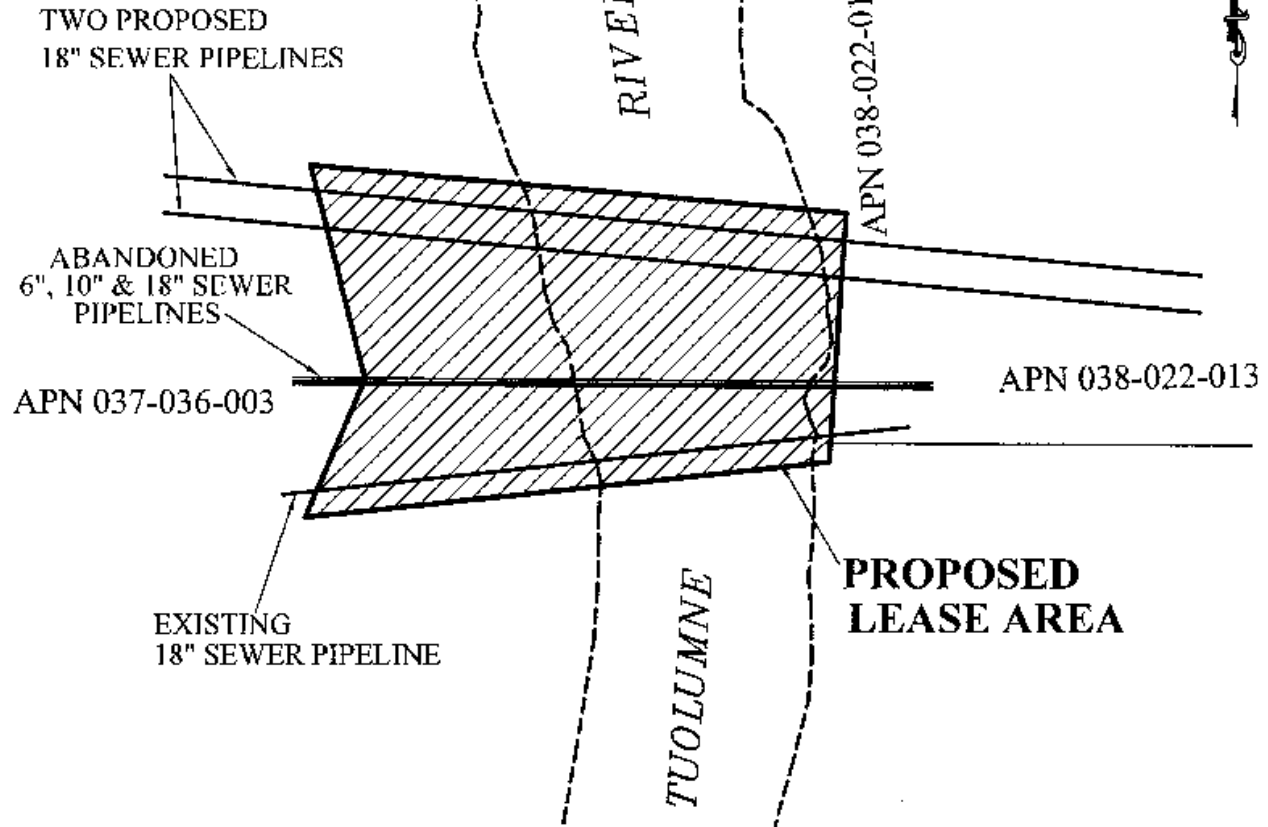 TWO PROPOSED
18" SEWER PIPELINES
RIVE
APN 038-022-01
ABANDONED
6", 10" & 18" SEWER
PIPELINES
APN 037-036-003
APN 038-022-013
PROPOSED
LEASE AREA
EXISTING
18" SEWER PIPELINE
TUOLUMNE